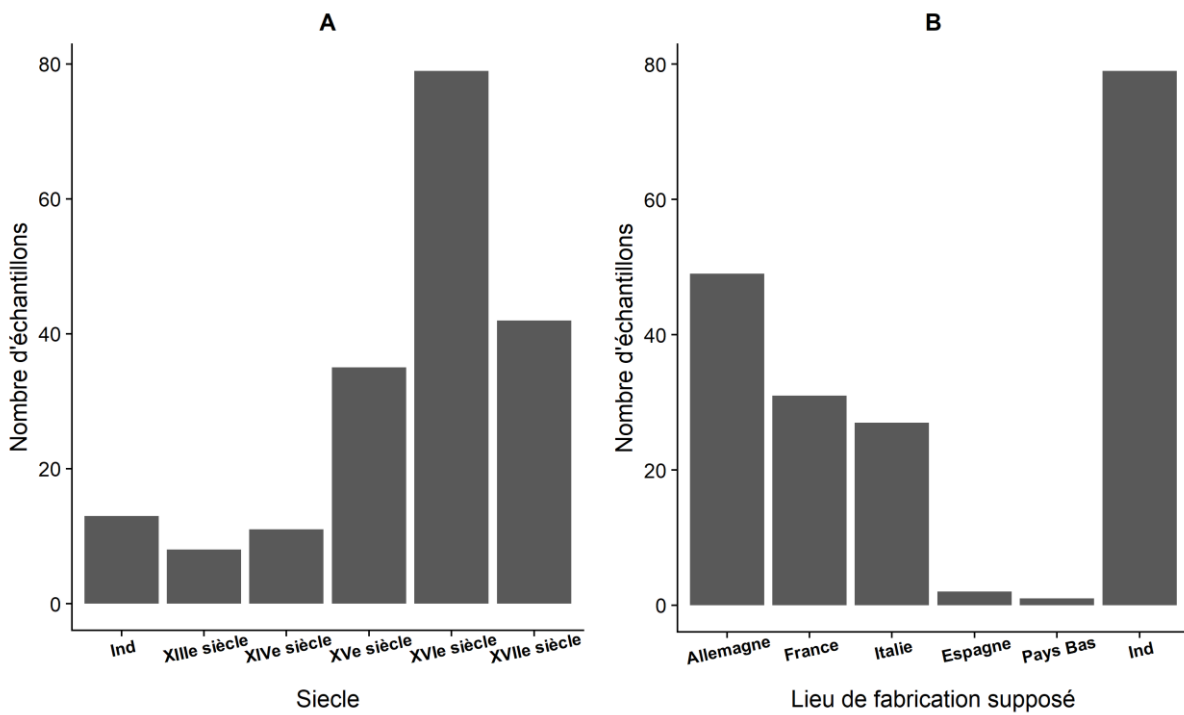 A
Nombre d'échantillons
80
60
40
20
0
Ind
XIIIe siècle
XIVe siècle
XVe siècle
XVIe siècle
XVIIe siècle
Siecle
B
Nombre d'échantillons
80
60
40
20
0
Allemagne
France
Italie
Espagne
Pays Bas
Ind
Lieu de fabrication supposé